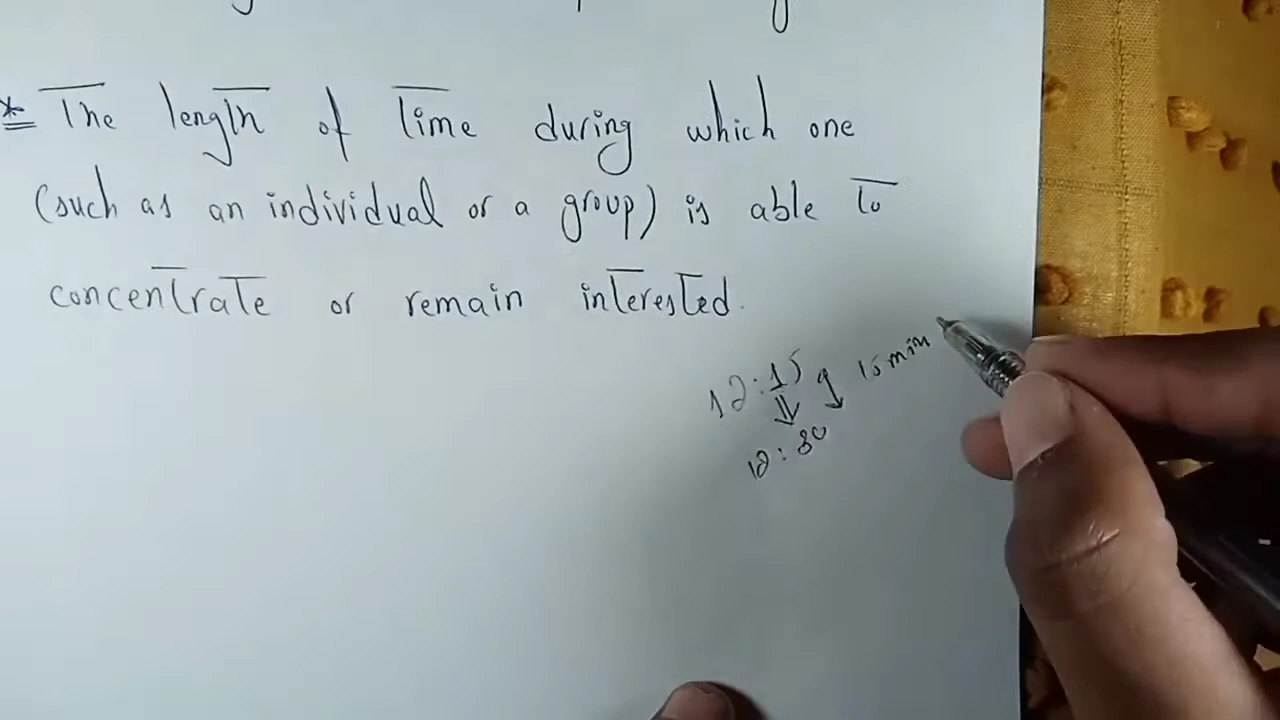 * The length of time during which one
(such as an individual or a group) is able to
concentrate or remain interested.
12:15 15 min
12:30